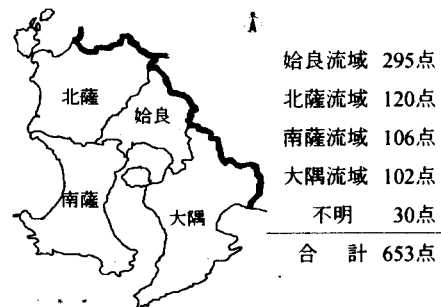 北薩
姶良
南薩
大隅
姶良流域 295点
北薩流域 120点
南薩流域 106点
大隅流域 102点
不明 30点
合 計 653点